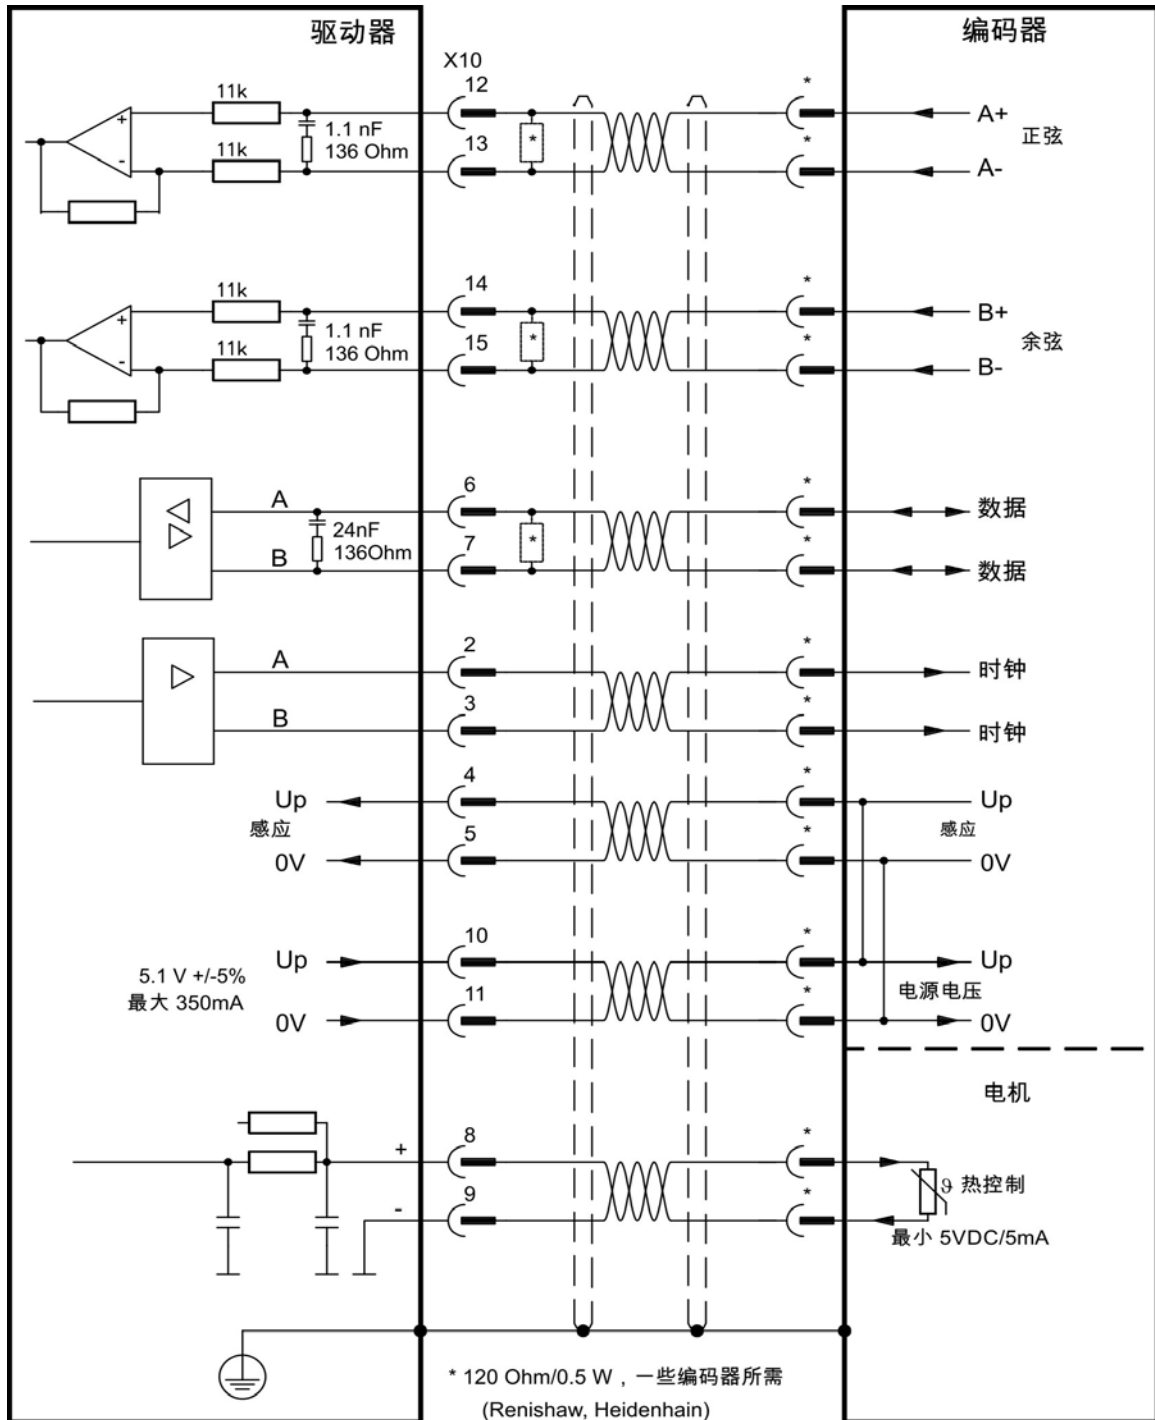 驱动器
编码器
X10
12
*
11k
+
A+
1.1 nF
136 Ohm
*
正弦
13
*
11k
-
A-
14
*
11k
+
B+
1.1 nF
136 Ohm
*
余弦
15
*
11k
-
B-
6
*
A
数据
24nF
136Ohm
*
7
*
B
数据
2
*
A
时钟
3
*
B
时钟
4
*
Up
Up
感应
感应
5
*
0V
0V
10
*
Up
Up
5.1 V +/-5%
最大 350mA
电源电压
11
*
0V
0V
电机
8
*
+
ϑ 热控制
9
*
-
最小 5VDC/5mA
* 120 Ohm/0.5 W , 一些编码器所需
(Renishaw, Heidenhain)